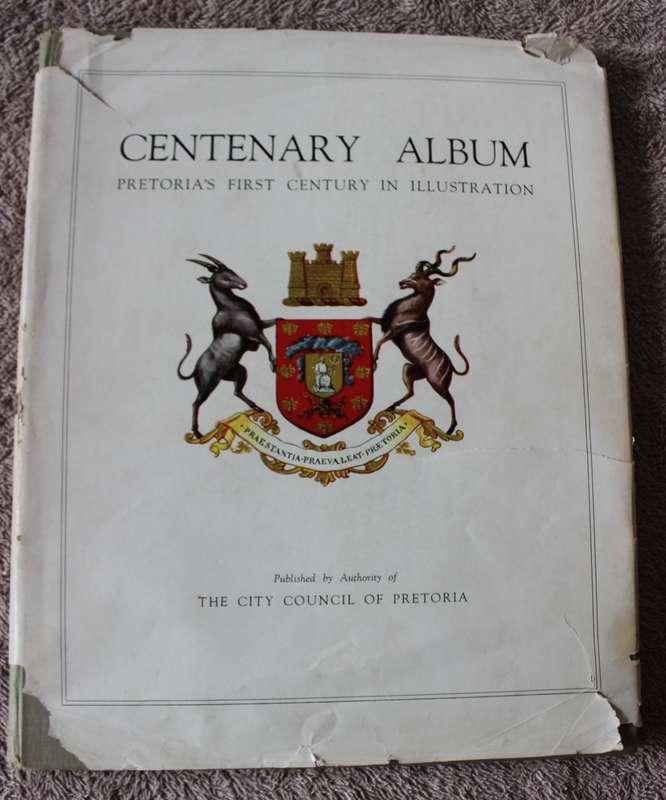 CENTENARY ALBUM
PRETORIA'S FIRST CENTURY IN ILLUSTRATION
·PRAESTANTIA·PRAEVALEAT·PRETORIA·
Published by Authority of
THE CITY COUNCIL OF PRETORIA